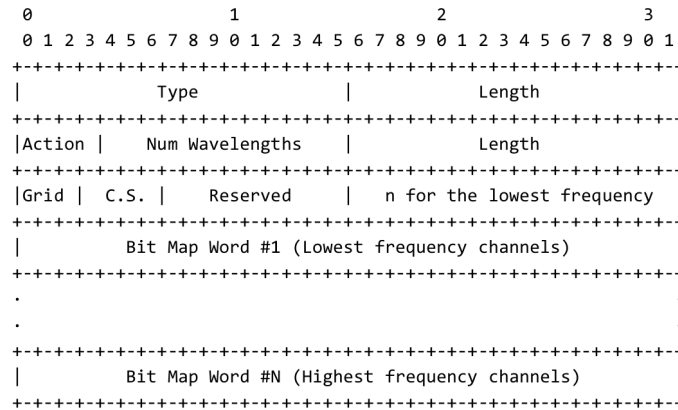 0                   1                   2                   3
0 1 2 3 4 5 6 7 8 9 0 1 2 3 4 5 6 7 8 9 0 1 2 3 4 5 6 7 8 9 0 1
+-+-+-+-+-+-+-+-+-+-+-+-+-+-+-+-+-+-+-+-+-+-+-+-+-+-+-+-+-+-+-+--
|             Type              |            Length
+-+-+-+-+-+-+-+-+-+-+-+-+-+-+-+-+-+-+-+-+-+-+-+-+-+-+-+-+-+-+-+--
|Action |    Num Wavelengths    |            Length
+-+-+-+-+-+-+-+-+-+-+-+-+-+-+-+-+-+-+-+-+-+-+-+-+-+-+-+-+-+-+-+--
|Grid |  C.S. |    Reserved     |   n for the lowest frequency
+-+-+-+-+-+-+-+-+-+-+-+-+-+-+-+-+-+-+-+-+-+-+-+-+-+-+-+-+-+-+-+--
|          Bit Map Word #1 (Lowest frequency channels)
+-+-+-+-+-+-+-+-+-+-+-+-+-+-+-+-+-+-+-+-+-+-+-+-+-+-+-+-+-+-+-+--
.
.
+-+-+-+-+-+-+-+-+-+-+-+-+-+-+-+-+-+-+-+-+-+-+-+-+-+-+-+-+-+-+-+--
|          Bit Map Word #N (Highest frequency channels)
+-+-+-+-+-+-+-+-+-+-+-+-+-+-+-+-+-+-+-+-+-+-+-+-+-+-+-+-+-+-+-+--